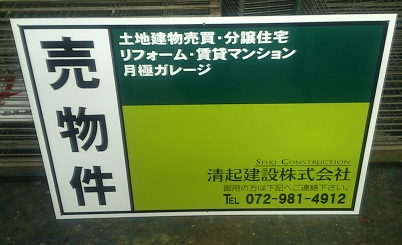 売物件
土地建物売買・分譲住宅
リフォーム・賃貸マンション
月極ガレージ
SEIKI CONSTRUCTION
清起建設株式会社
御用の方は下記へご連絡下さい。
TEL 072-981-4912